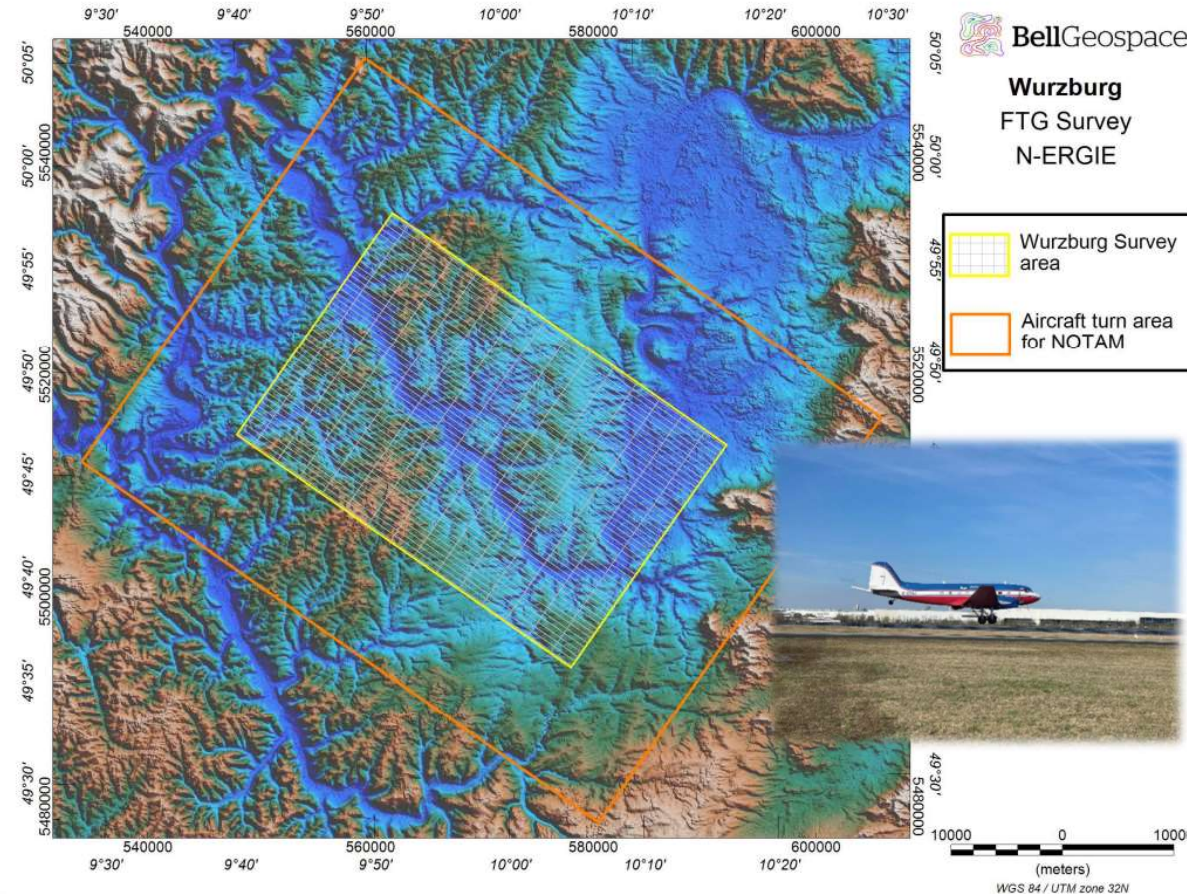 9°30' 9°40' 9°50' 10°00' 10°10' 10°20' 10°30'
540000 560000 580000 600000
50°05' 50°00' 49°55' 49°50' 49°45' 49°40' 49°35' 49°30'
5540000 5520000 5500000 5480000
50°05' 50°00' 49°55' 49°50' 49°30'
5540000 5520000 5480000
540000 560000 580000 600000
9°30' 9°40' 9°50' 10°00' 10°10' 10°20'
BellGeospace
Wurzburg
FTG Survey
N-ERGIE
Wurzburg Survey
area
Aircraft turn area
for NOTAM
7
10000 0 1000
(meters)
WGS 84 / UTM zone 32N